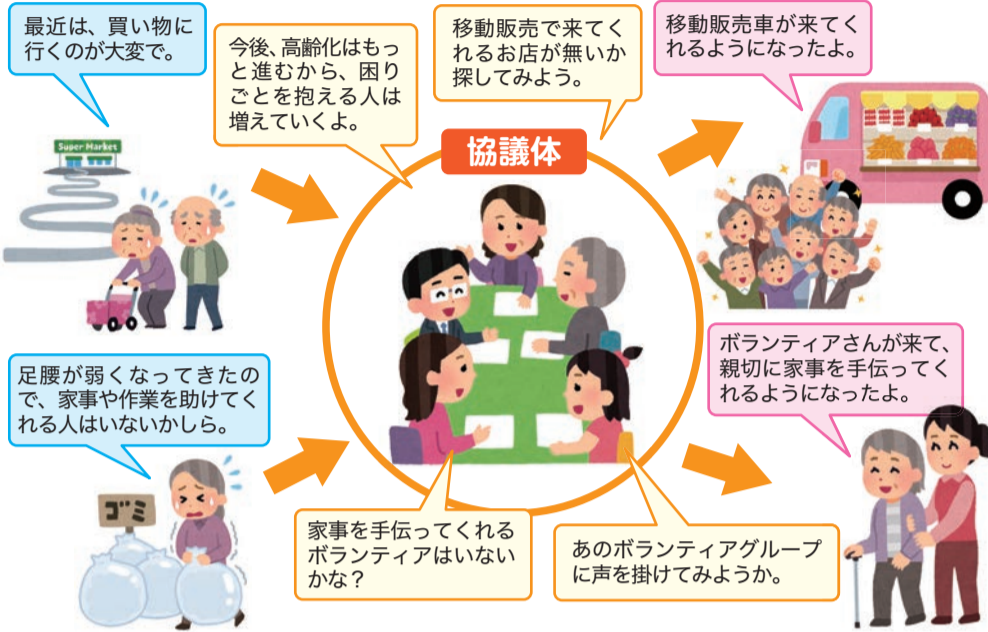 最近は、買い物に
行くのが大変で。
今後、高齢化はもっ
と進むから、困り
ごとを抱える人は
増えていくよ。
移動販売で来てく
れるお店が無いか
探してみよう。
移動販売車が来てく
れるようになったよ。
協議体
Super Market
足腰が弱くなってきたの
で、家事や作業を助けてく
れる人はいないかしら。
ゴミ
ボランティアさんが来て、
親切に家事を手伝ってく
れるようになったよ。
家事を手伝ってくれる
ボランティアはいない
かな？
あのボランティアグループ
に声を掛けてみようか。